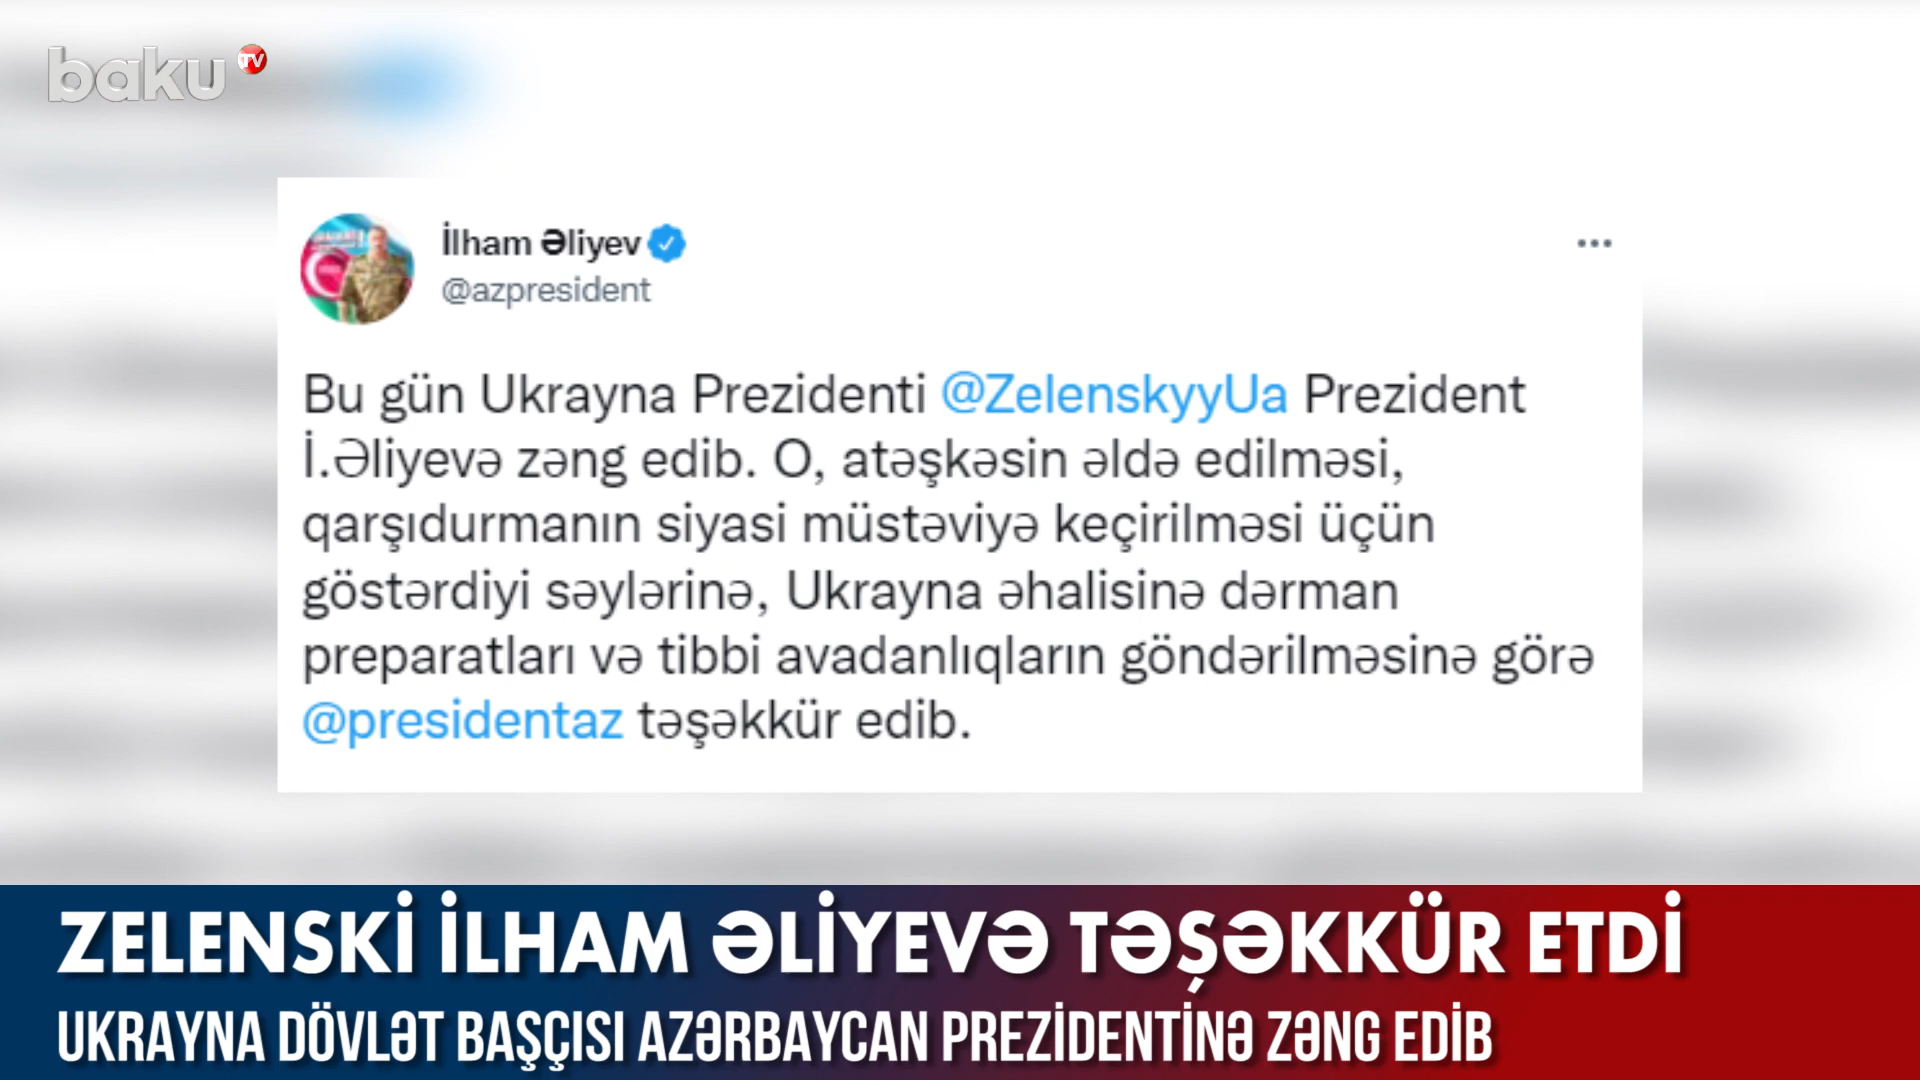 baku TV
İlham Əliyev
@azpresident
Bu gün Ukrayna Prezidenti @ZelenskyyUa Prezident
İ.Əliyevə zəng edib. O, atəşkəsin əldə edilməsi,
qarşıdurmanın siyasi müstəviyə keçirilməsi üçün
göstərdiyi səylərinə, Ukrayna əhalisinə dərman
preparatları və tibbi avadanlıqların göndərilməsinə görə
@presidentaz təşəkkür edib.
ZELENSKİ İLHAM ƏLİYEVƏ TƏŞƏKKÜR ETDİ
UKRAYNA DÖVLƏT BAŞÇISI AZƏRBAYCAN PREZİDENTİNƏ ZƏNG EDİB